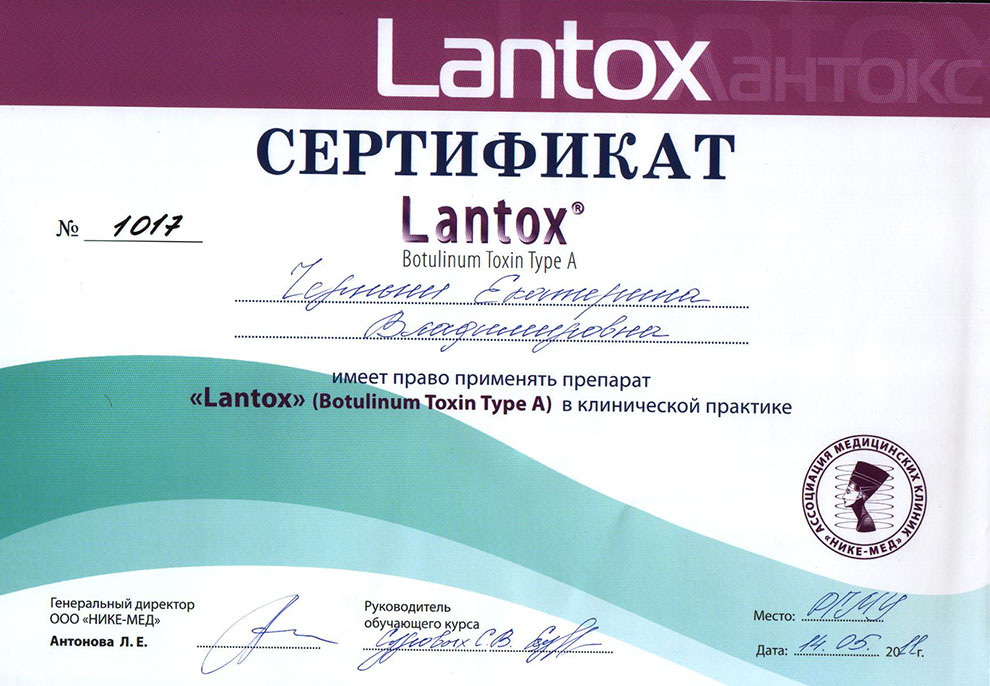 Lantox
Лантокс
СЕРТИФИКАТ
№ 1017
Lantox®
Botulinum Toxin Type A
Екатерина
Владимировна
имеет право применять препарат
«Lantox» (Botulinum Toxin Type A) в клинической практике
АССОЦИАЦИЯ МЕДИЦИНСКИХ КЛИНИК
«НИКЕ-МЕД»
Генеральный директор
ООО «НИКЕ-МЕД»
Антонова Л. Е.
Руководитель
обучающего курса
С.В.
Место:
Дата: 14.05. 20 г.